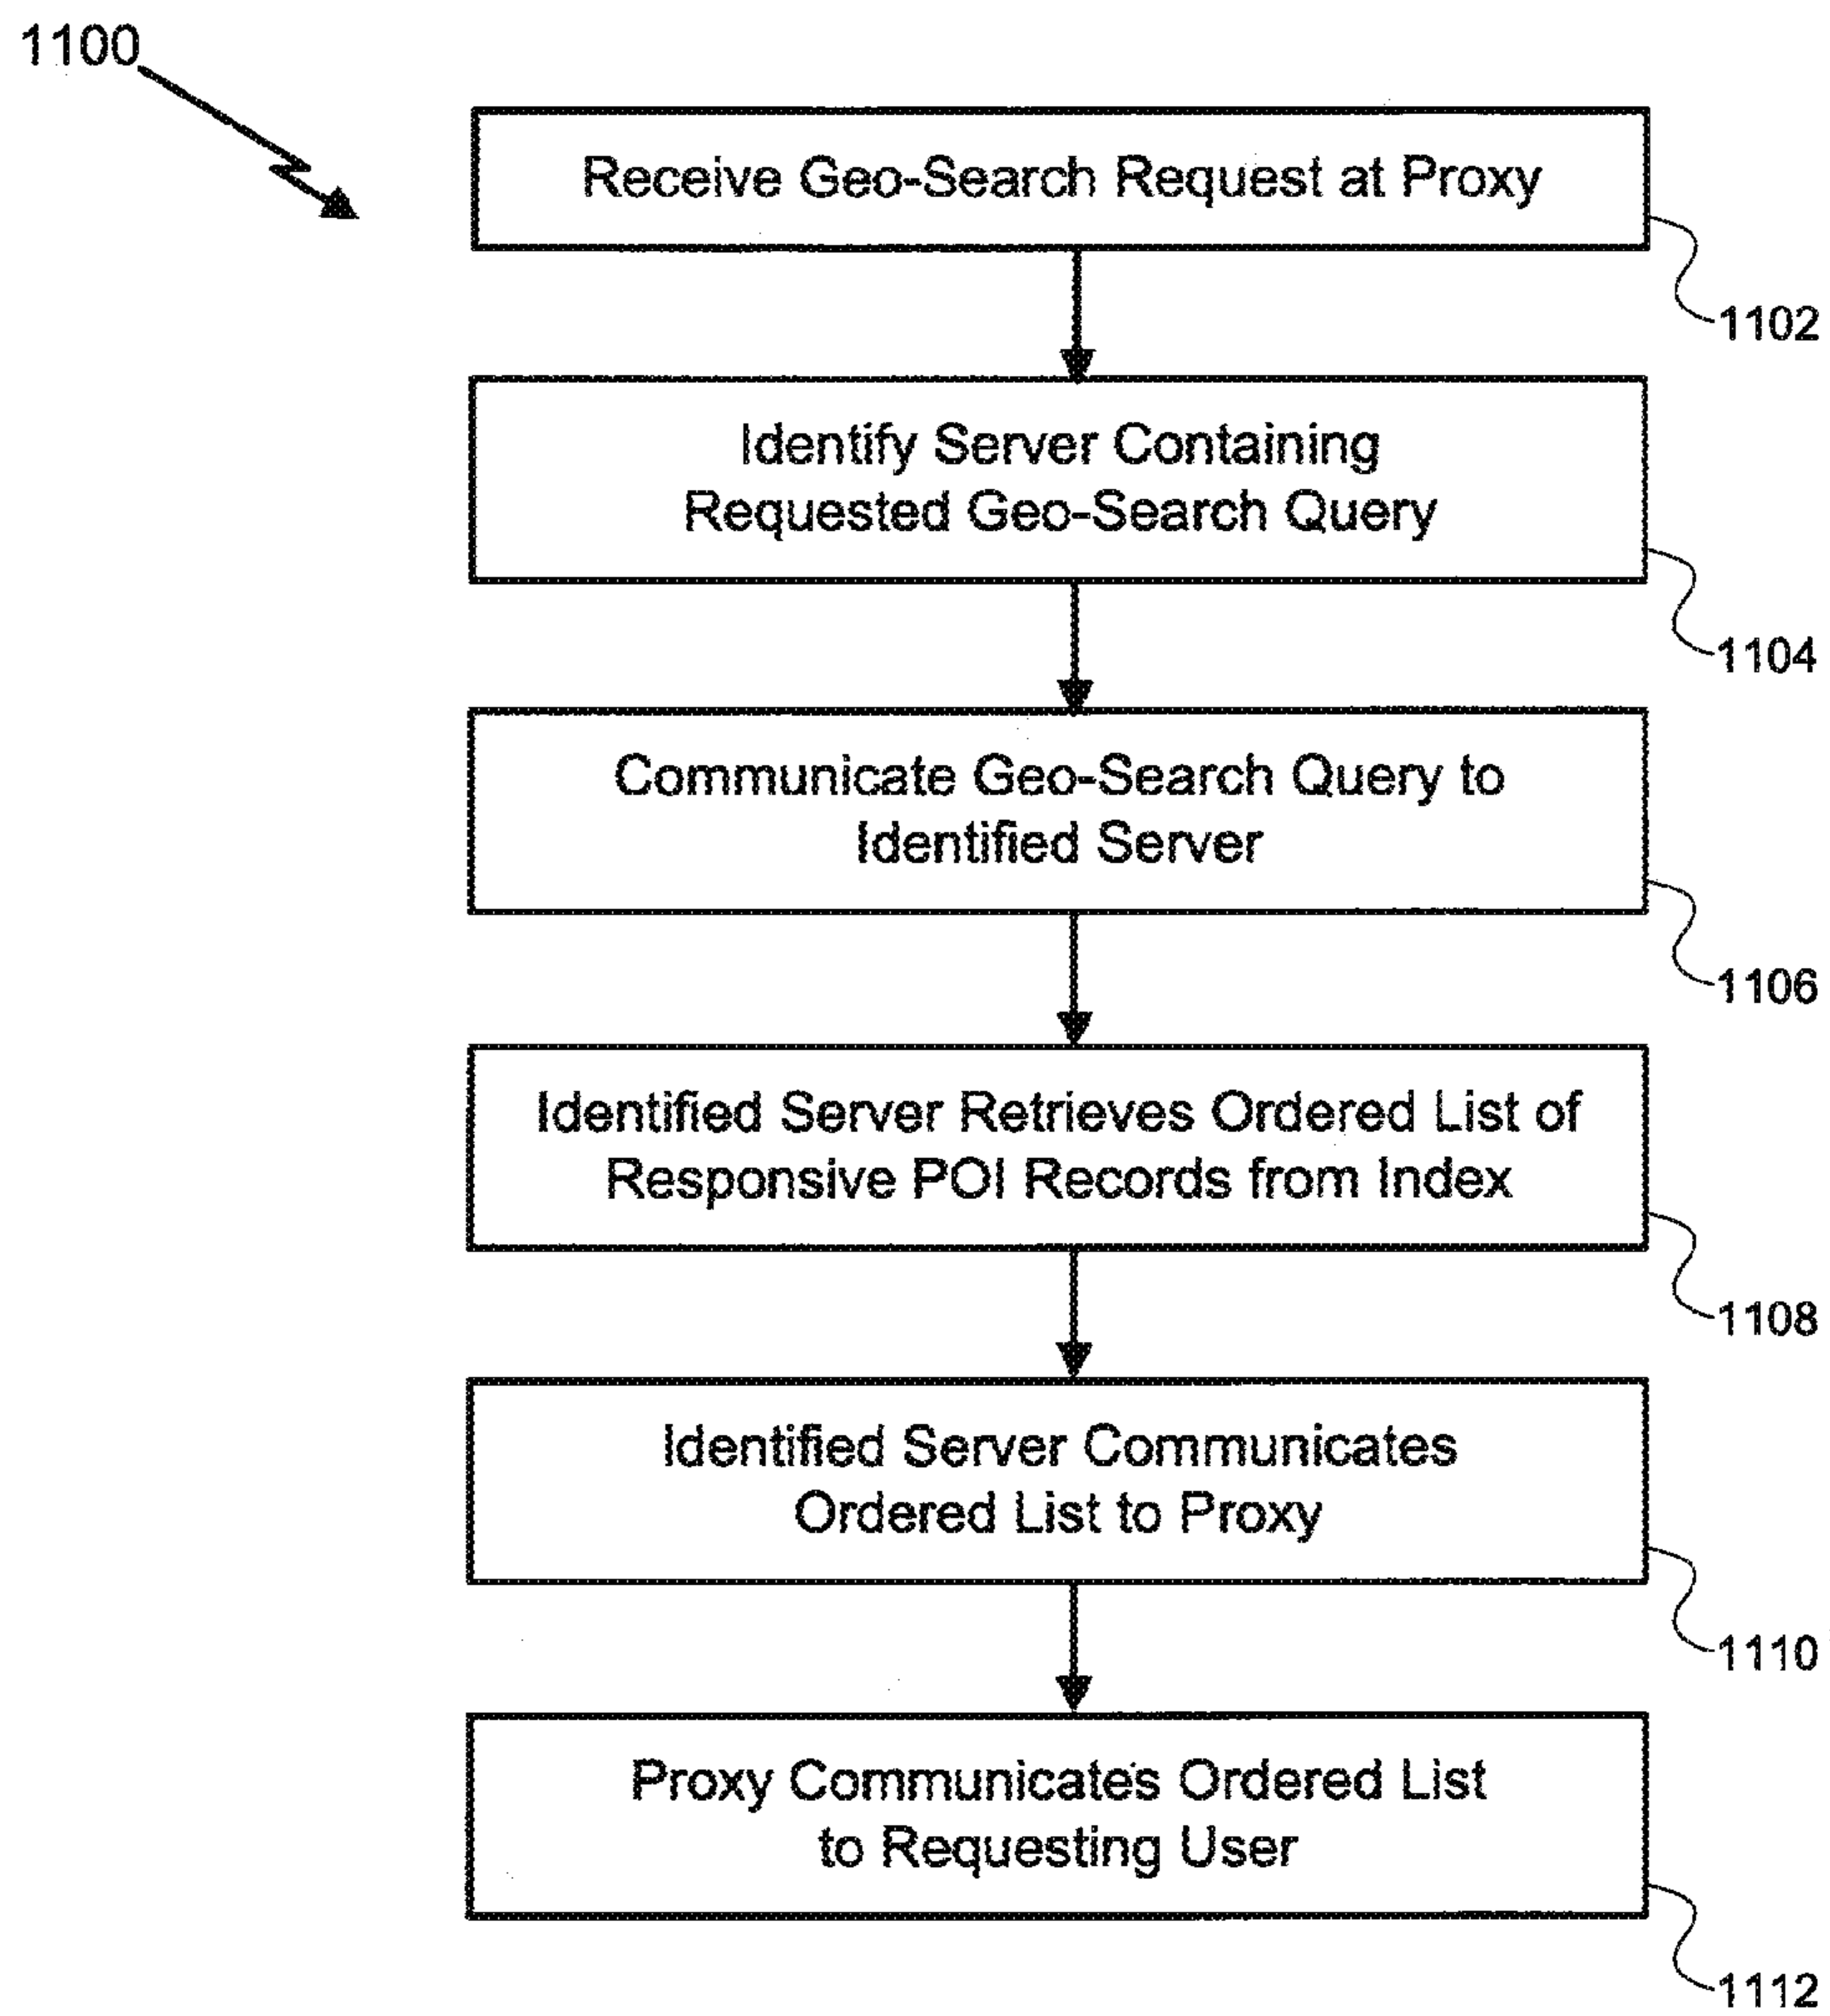 1100
Receive Geo-Search Request at Proxy
1102
Identify Server Containing
Requested Geo-Search Query
1104
Communicate Geo-Search Query to
Identified Server
1106
Identified Server Retrieves Ordered List of
Responsive POI Records from Index
1108
Identified Server Communicates
Ordered List to Proxy
1110
Proxy Communicates Ordered List
to Requesting User
1112